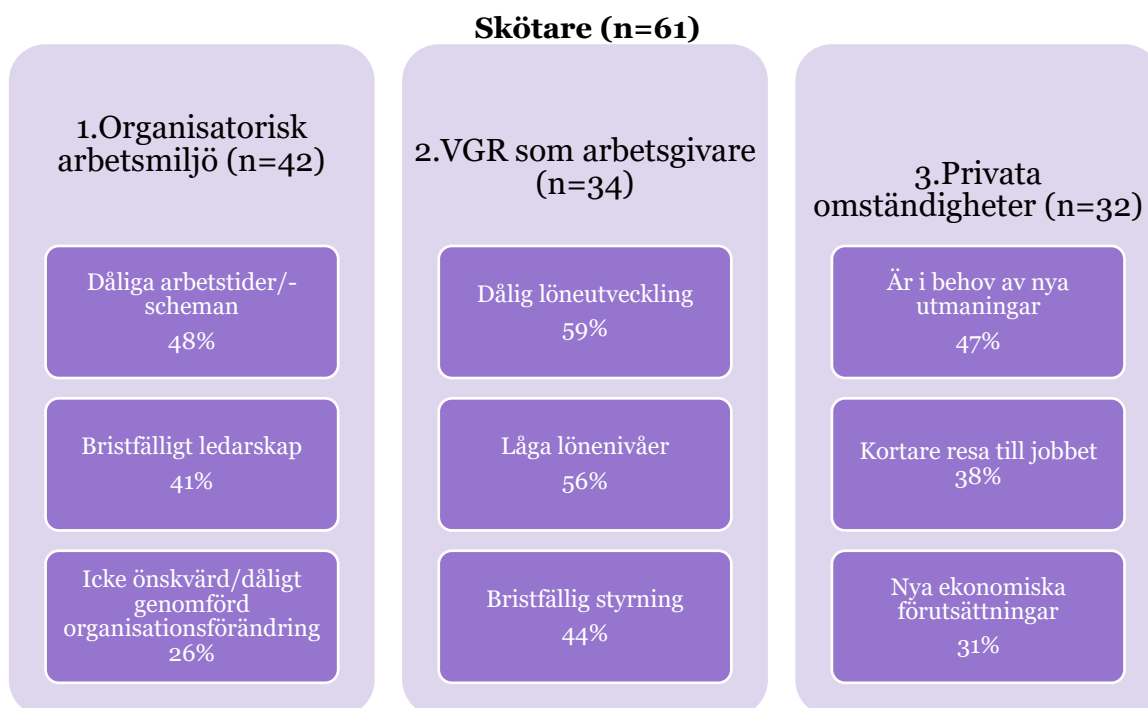 Skötare (n=61)
1.Organisatorisk
arbetsmiljö (n=42)
Dåliga arbetstider/-
scheman
48%
Bristfälligt ledarskap
41%
Icke önskvärd/dåligt
genomförd
organisationsförändring
26%
2.VGR som arbetsgivare
(n=34)
Dålig löneutveckling
59%
Låga lönenivåer
56%
Bristfällig styrning
44%
3.Privata
omständigheter (n=32)
Är i behov av nya
utmaningar
47%
Kortare resa till jobbet
38%
Nya ekonomiska
förutsättningar
31%